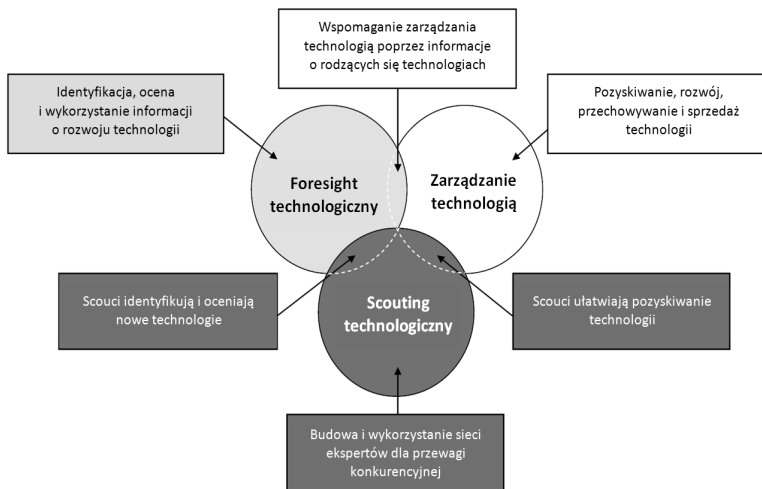 Wspomaganie zarządzania
technologią poprzez informacje
o rodzących się technologiach
Identyfikacja, ocena
i wykorzystanie informacji
o rozwoju technologii
Pozyskiwanie, rozwój,
przechowywanie i sprzedaż
technologii
Foresight
technologiczny
Zarządzanie
technologią
Scouci identyfikują i oceniają
nowe technologie
Scouting
technologiczny
Scouci ułatwiają pozyskiwanie
technologii
Budowa i wykorzystanie sieci
ekspertów dla przewagi
konkurencyjnej